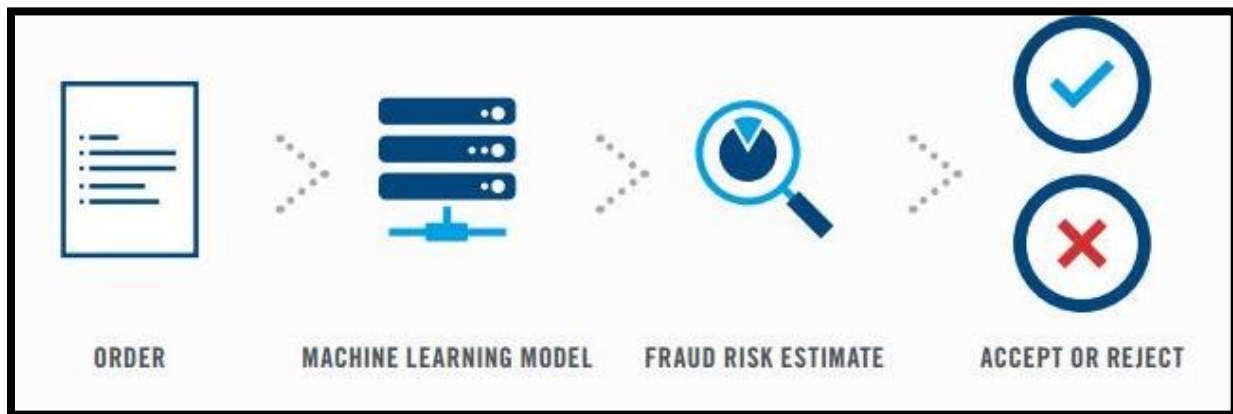 ORDER
MACHINE LEARNING MODEL
FRAUD RISK ESTIMATE
ACCEPT OR REJECT